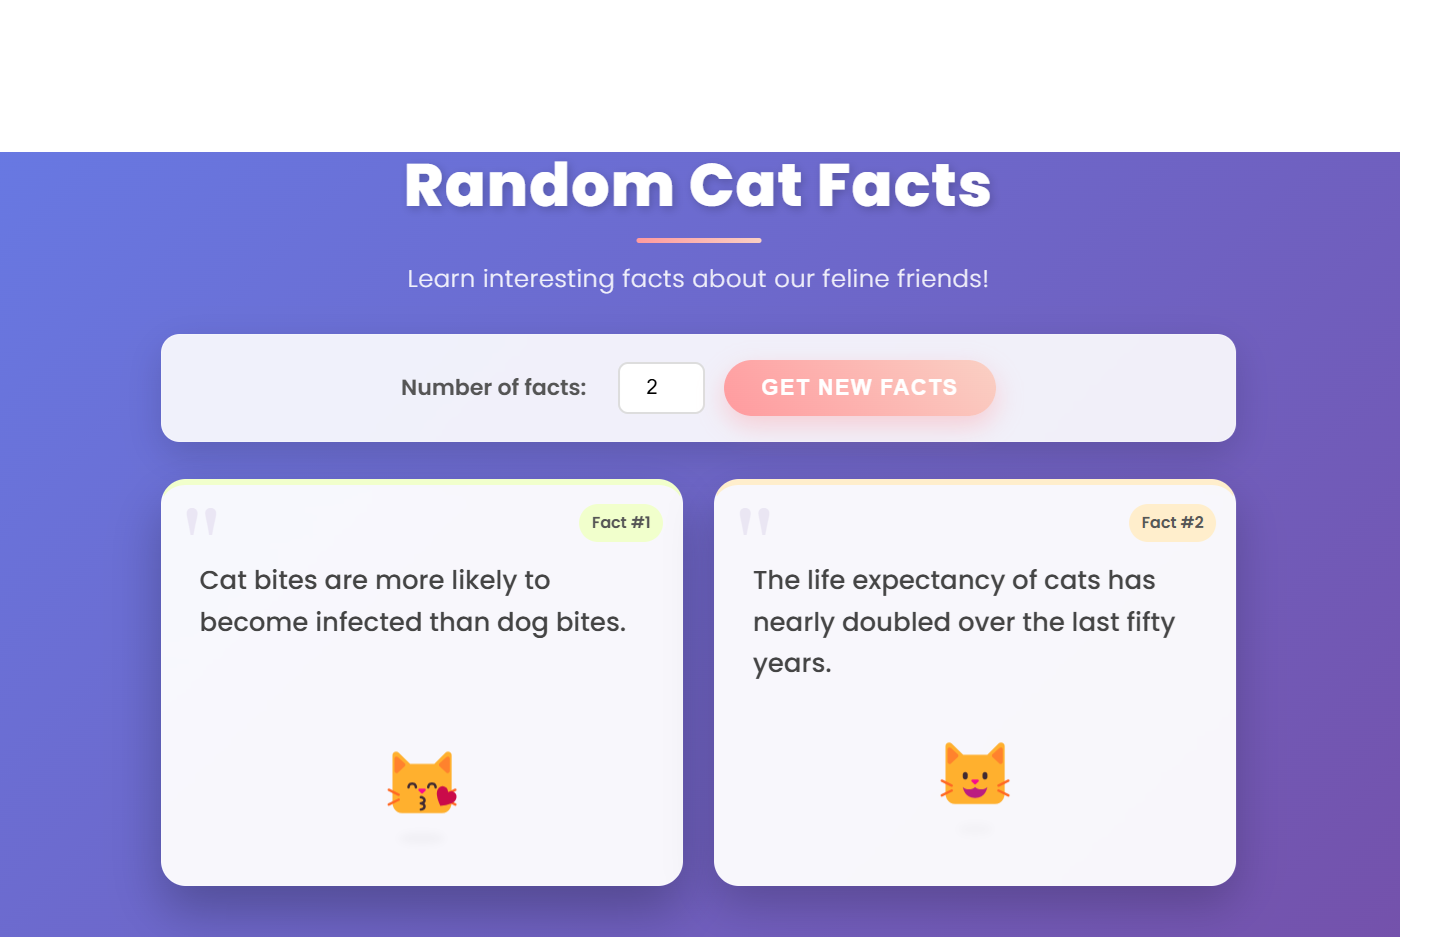 Random Cat Facts
Learn interesting facts about our feline friends!
Number of facts: 2 GET NEW FACTS
"
Fact #1
Cat bites are more likely to
become infected than dog bites.
"
Fact #2
The life expectancy of cats has
nearly doubled over the last fifty
years.